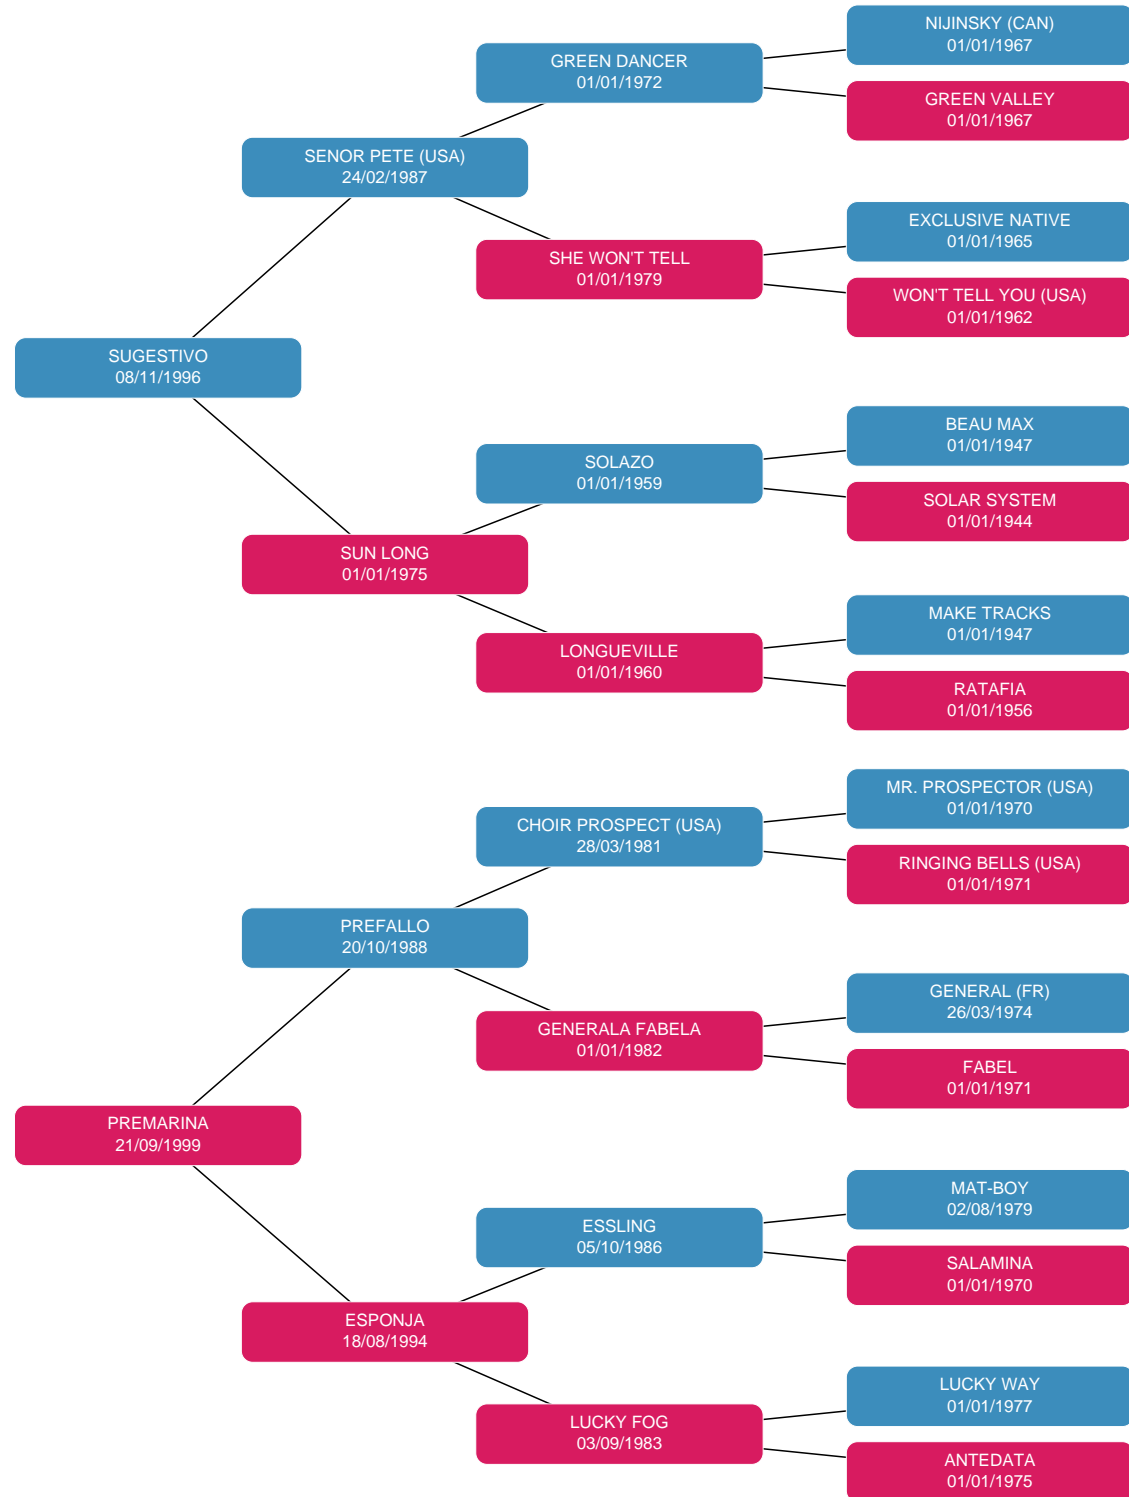 NIJINSKY (CAN)
01/01/1967
GREEN DANCER
01/01/1972
GREEN VALLEY
01/01/1967
SENOR PETE (USA)
24/02/1987
EXCLUSIVE NATIVE
01/01/1965
SHE WON'T TELL
01/01/1979
WON'T TELL YOU (USA)
01/01/1962
SUGESTIVO
08/11/1996
BEAU MAX
01/01/1947
SOLAZO
01/01/1959
SOLAR SYSTEM
01/01/1944
SUN LONG
01/01/1975
MAKE TRACKS
01/01/1947
LONGUEVILLE
01/01/1960
RATAFIA
01/01/1956
MR. PROSPECTOR (USA)
01/01/1970
CHOIR PROSPECT (USA)
28/03/1981
RINGING BELLS (USA)
01/01/1971
PREFALLO
20/10/1988
GENERAL (FR)
26/03/1974
GENERALA FABELA
01/01/1982
FABEL
01/01/1971
PREMARINA
21/09/1999
MAT-BOY
02/08/1979
ESSLING
05/10/1986
SALAMINA
01/01/1970
ESPONJA
18/08/1994
LUCKY WAY
01/01/1977
LUCKY FOG
03/09/1983
ANTEDATA
01/01/1975